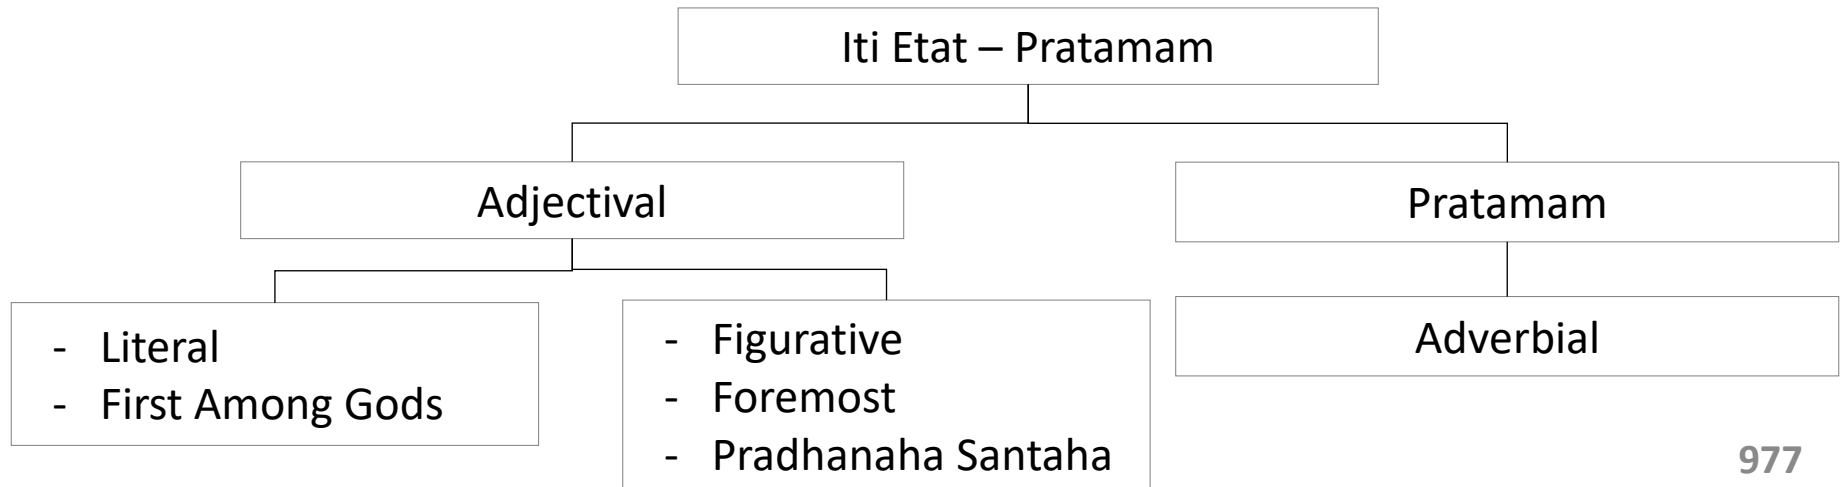 Iti Etat – Pratamam
Adjectival
Pratamam
- Literal
- First Among Gods
- Figurative
- Foremost
- Pradhanaha Santaha
Adverbial
977